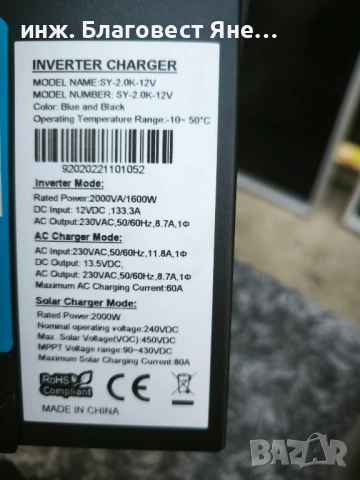 инж. Благовест Яне…
INVERTER CHARGER
MODEL NAME:SY-2.0K-12V
MODEL NUMBER: SY-2.0K-12V
Color: Blue and Black
Operating Temperature Range:-10~ 50°C
92020221101052
Inverter Mode:
Rated Power:2000VA/1600W
DC Input: 12VDC ,133.3A
AC Output:230VAC,50/60Hz,8.7A,1Φ
AC Charger Mode:
AC Input:230VAC,50/60Hz,11.8A,1Φ
DC Output: 13.5VDC,
AC Output: 230VAC,50/60Hz,8.7A,1Φ
Maximum AC Charging Current:60A
Solar Charger Mode:
Rated Power:2000W
Nominal operating voltage:240VDC
Max. Solar Voltage(VOC):450VDC
MPPT Voltage range:90~430VDC
Maximum Solar Charging Current:80A
RoHS
Compliant
CE
MADE IN CHINA
BAZAR